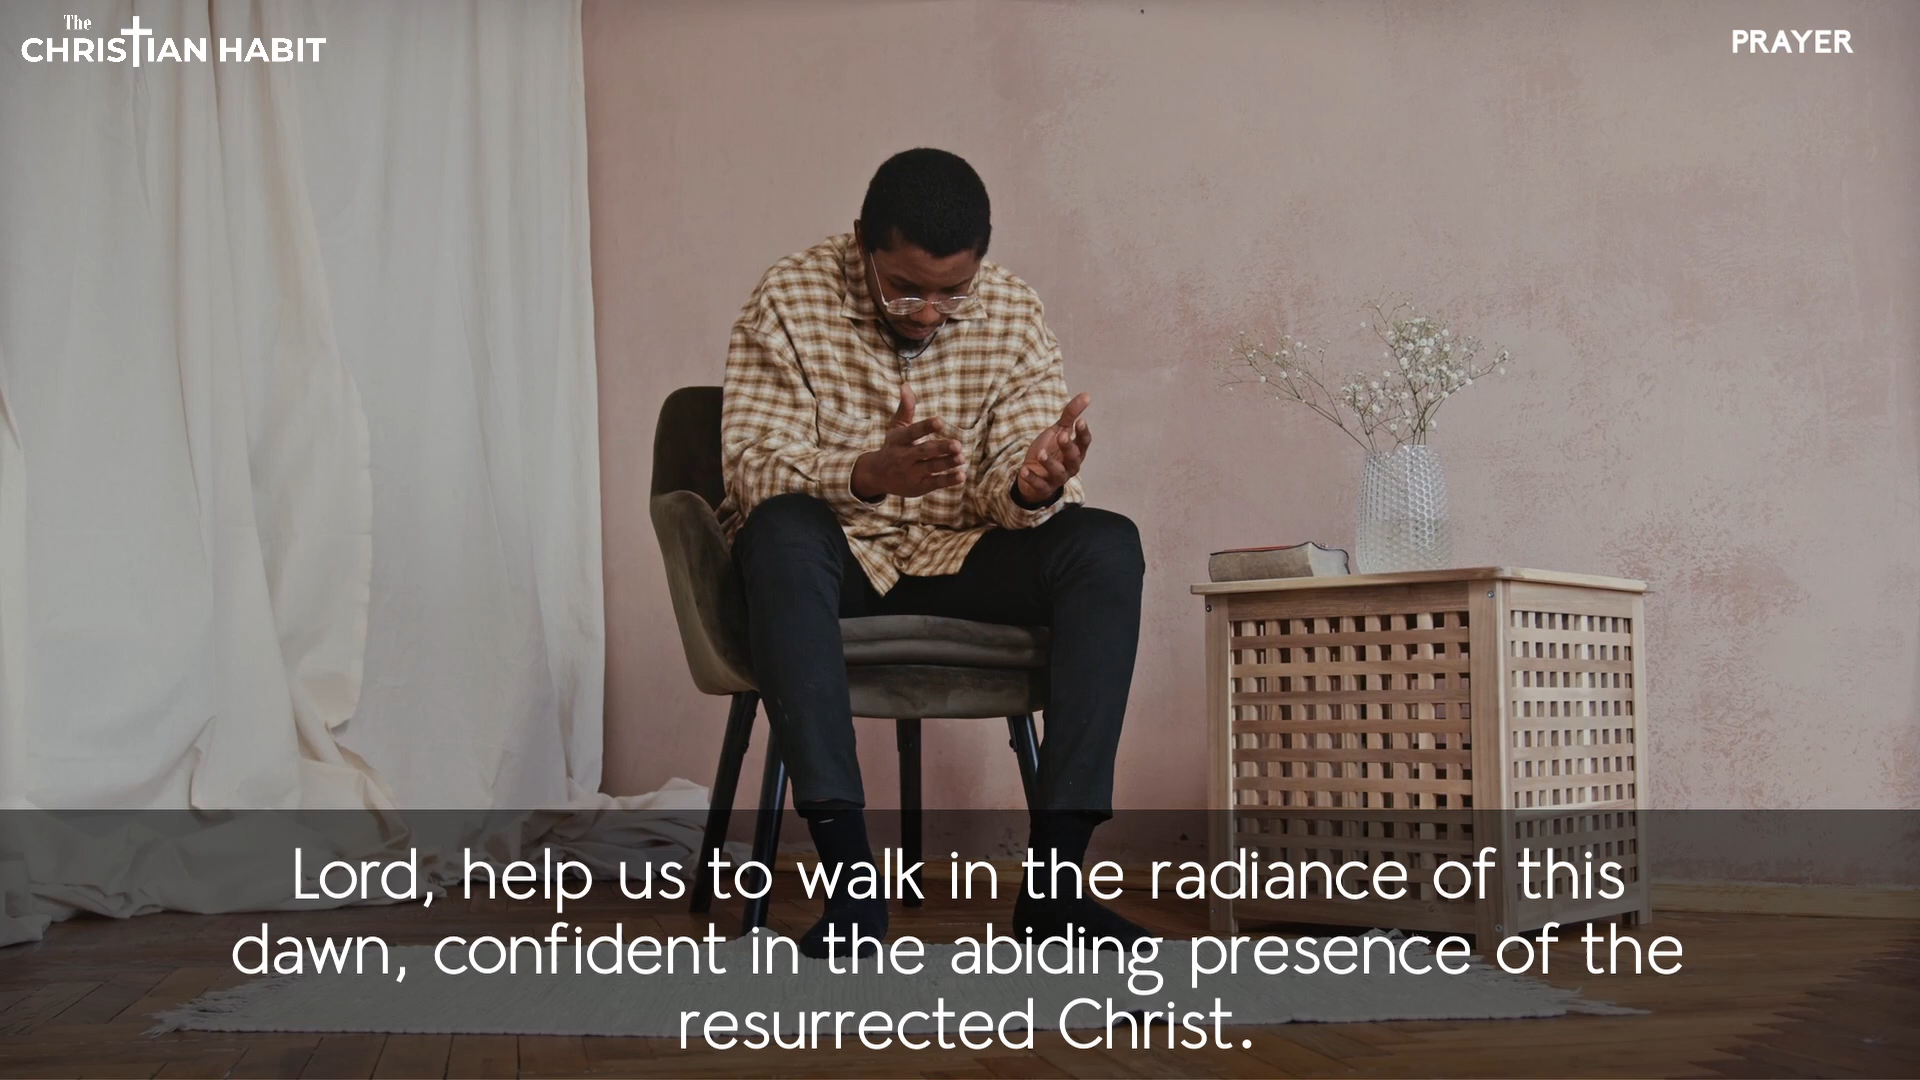 The
CHRISTIAN HABIT
PRAYER
Lord, help us to walk in the radiance of this
dawn, confident in the abiding presence of the
resurrected Christ.